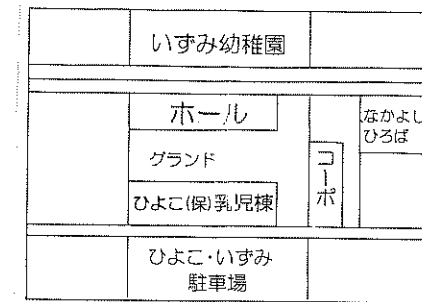 いずみ幼稚園
ホール
なかよし
ひろば
グランド
コーポ
ひよこ(保)乳児棟
ひよこ・いずみ
駐車場